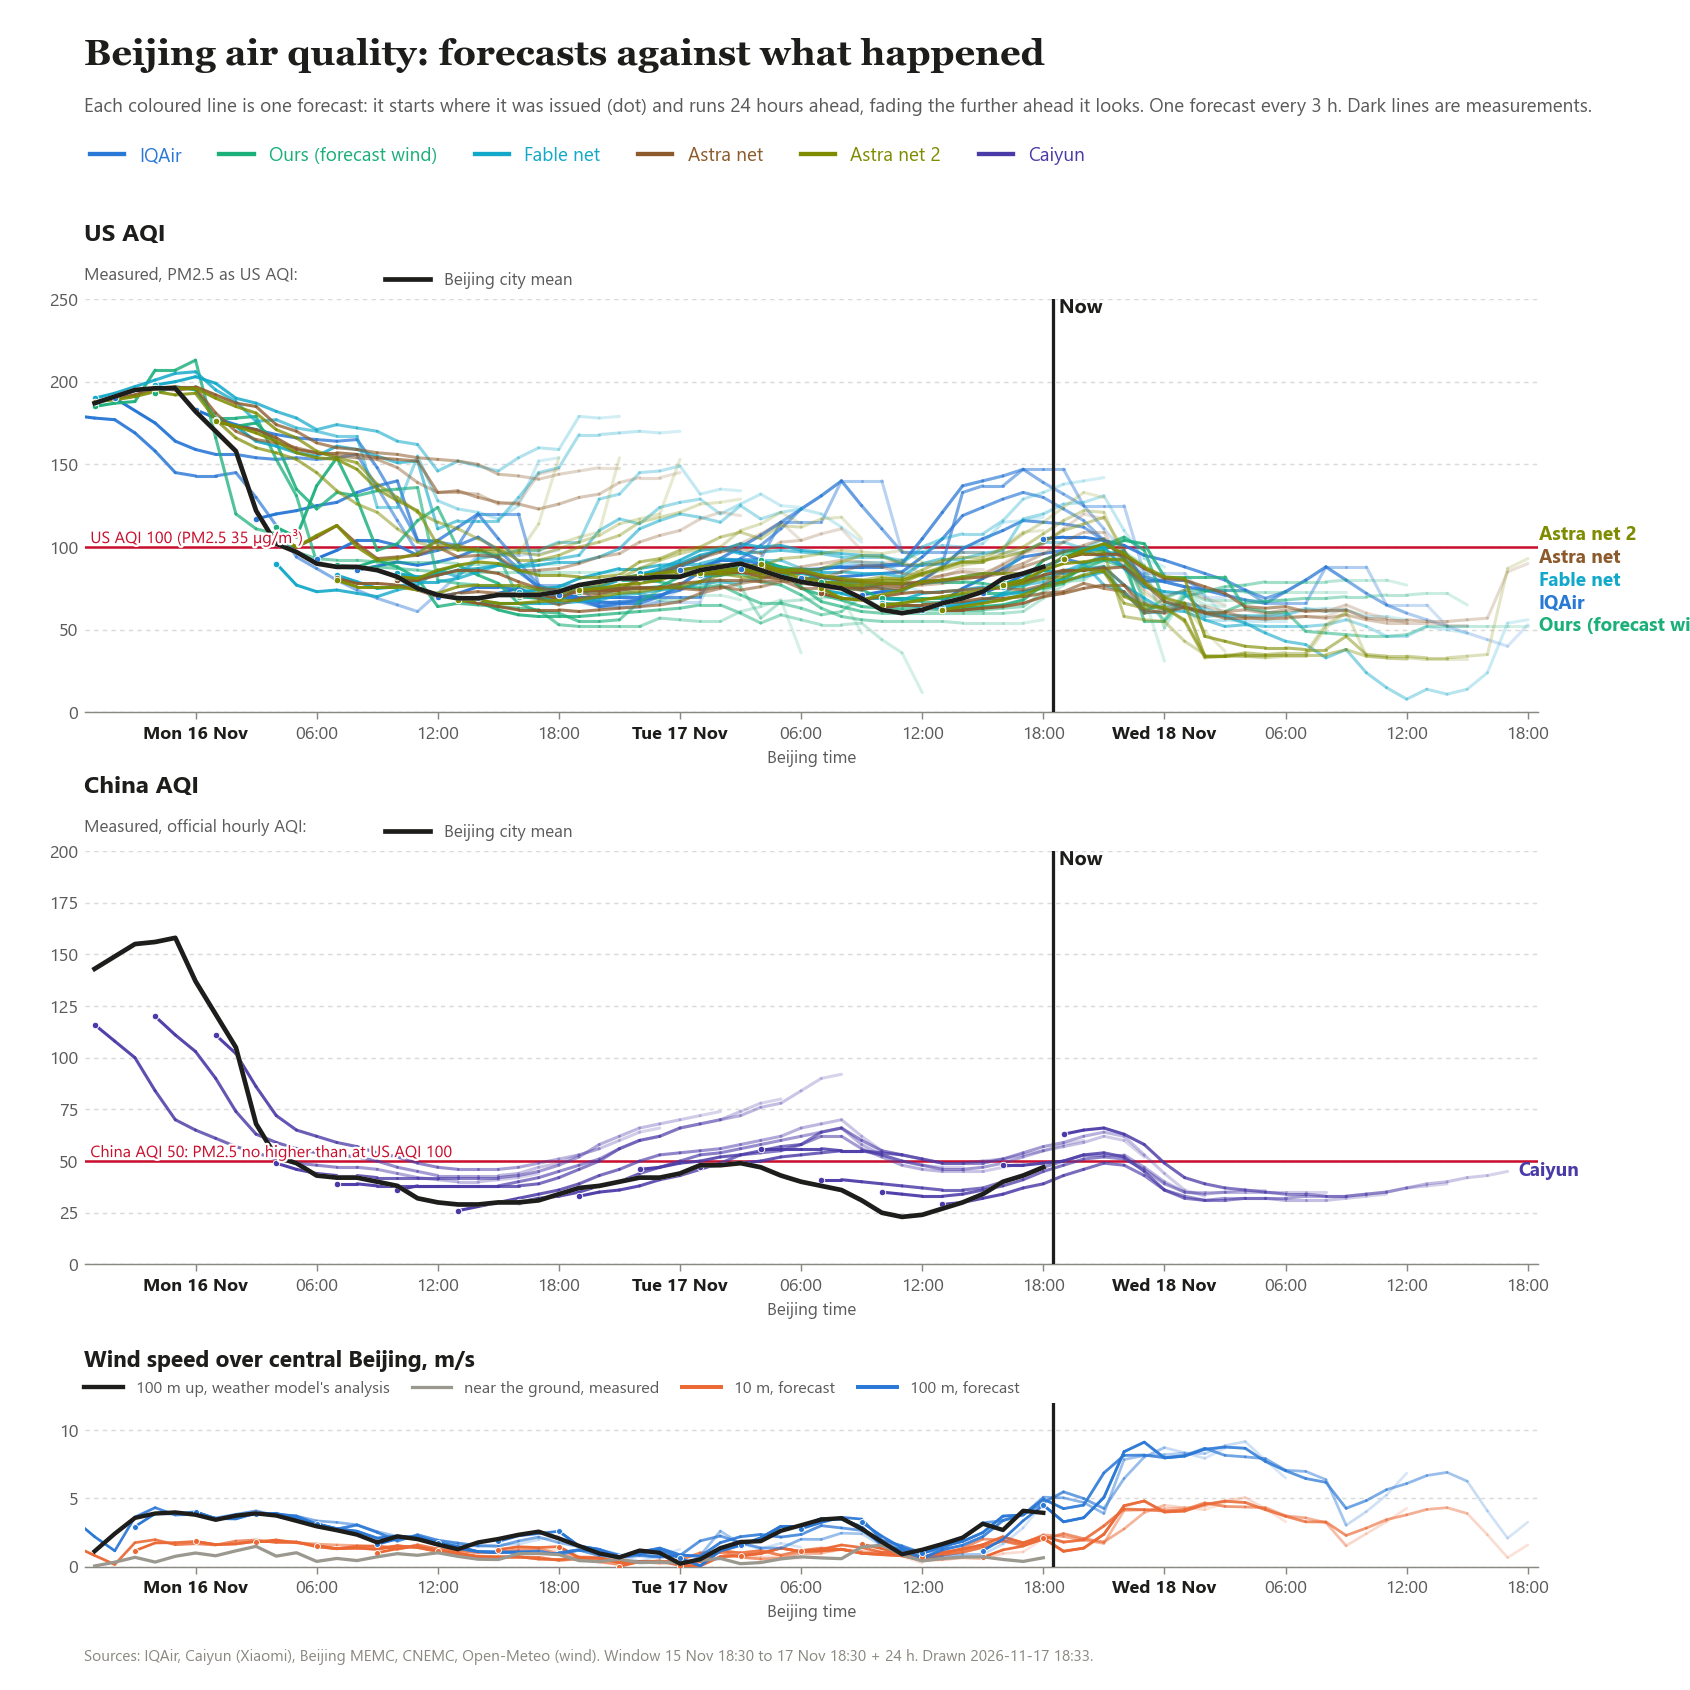 Beijing air quality: forecasts against what happened
Each coloured line is one forecast: it starts where it was issued (dot) and runs 24 hours ahead, fading the further ahead it looks. One forecast every 3 h. Dark lines are measurements.
IQAir Ours (forecast wind) Fable net Astra net Astra net 2 Caiyun
US AQI
Measured, PM2.5 as US AQI: Beijing city mean
250
Now
200
150
US AQI 100 (PM2.5 35 µg/m³)
100
50
0
Astra net 2
Astra net
Fable net
IQAir
Ours (forecast wi
Mon 16 Nov 06:00 12:00 18:00 Tue 17 Nov 06:00 12:00 18:00 Wed 18 Nov 06:00 12:00 18:00
Beijing time
China AQI
Measured, official hourly AQI: Beijing city mean
200
Now
175
150
125
100
75
China AQI 50: PM2.5 no higher than at US AQI 100
50
Caiyun
25
0
Mon 16 Nov 06:00 12:00 18:00 Tue 17 Nov 06:00 12:00 18:00 Wed 18 Nov 06:00 12:00 18:00
Beijing time
Wind speed over central Beijing, m/s
100 m up, weather model's analysis near the ground, measured 10 m, forecast 100 m, forecast
10
5
0
Mon 16 Nov 06:00 12:00 18:00 Tue 17 Nov 06:00 12:00 18:00 Wed 18 Nov 06:00 12:00 18:00
Beijing time
Sources: IQAir, Caiyun (Xiaomi), Beijing MEMC, CNEMC, Open-Meteo (wind). Window 15 Nov 18:30 to 17 Nov 18:30 + 24 h. Drawn 2026-11-17 18:33.